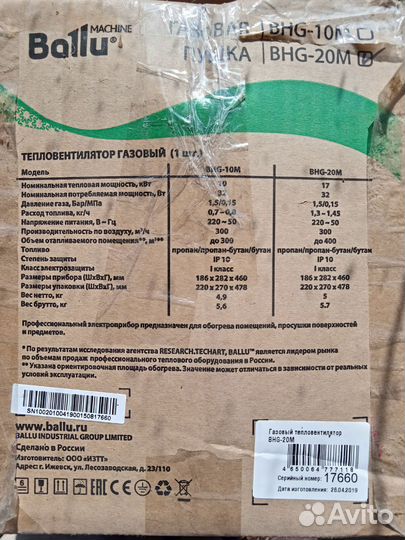 MACHINE
Ballu®
ГАЗОВАЯ
ПУШКА
BHG-10M
BHG-20M
ТЕПЛОВЕНТИЛЯТОР ГАЗОВЫЙ (1 шт.)
Модель BHG-10M BHG-20M
Номинальная тепловая мощность, кВт 10 17
Номинальная потребляемая мощность, Вт 32 32
Давление газа, Бар/МПа 1,5/0,15 1,5/0,15
Расход топлива, кг/ч 0,7–0,8 1,3–1,45
Напряжение питания, В – Гц 220–50 220–50
Производительность по воздуху, м³/ч 300 300
Объем отапливаемого помещения**, м³** до 300 до 400
Топливо пропан/пропан-бутан/бутан пропан/пропан-бутан/бутан
Степень защиты IP 10 IP 10
Класс электрозащиты I класс I класс
Размеры прибора (ШхВхГ), мм 186 x 282 x 460 186 x 282 x 460
Размеры упаковки (ШхВхГ), мм 220 x 270 x 478 220 x 270 x 478
Вес нетто, кг 4,9 5
Вес брутто, кг 5,6 5.7
Профессиональный электроприбор предназначен для обогрева помещений, просушки поверхностей
и предметов.
* По результатам исследования агентства RESEARCH.TECHART, BALLU™ является лидером рынка
по объемам продаж профессионального теплового оборудования в России.
** Указана ориентировочная площадь обогрева. Значение может отличаться в зависимости от реальных
условий эксплуатации.
SN10020100419001508​17660
www.ballu.ru
BALLU INDUSTRIAL GROUP LIMITED
Сделано в России
Изготовитель: ООО «ИЗТТ»
Адрес: г. Ижевск, ул. Лесозаводская, д. 23/110
6
Газовый тепловентилятор
BHG-20M
4 650064 777118
Серийный номер: 17660
Дата изготовления: 26.04.2019
Avito